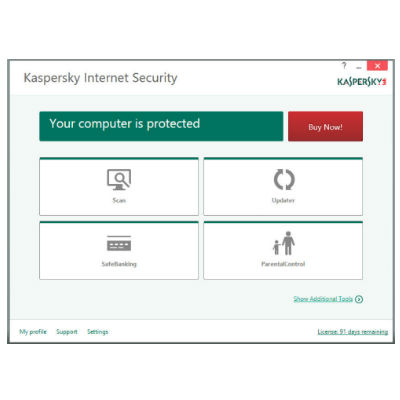 ? _ x
Kaspersky Internet Security
KASPERSKY
Your computer is protected
Buy Now!
Scan
Updater
SafeBanking
ParentalControl
Show Additional Tools
My profile Support Settings
License: 91 days remaining